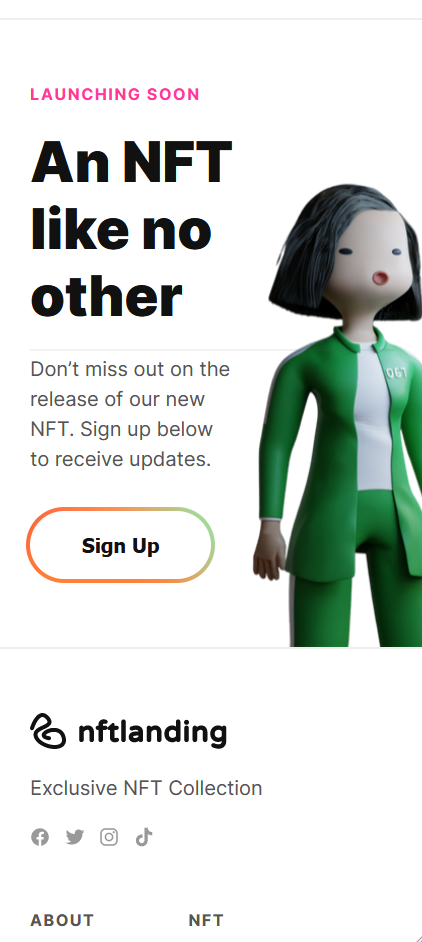 LAUNCHING SOON
An NFT
like no
other
Don’t miss out on the
release of our new
NFT. Sign up below
to receive updates.
067
Sign Up
nftlanding
Exclusive NFT Collection
ABOUT
NFT